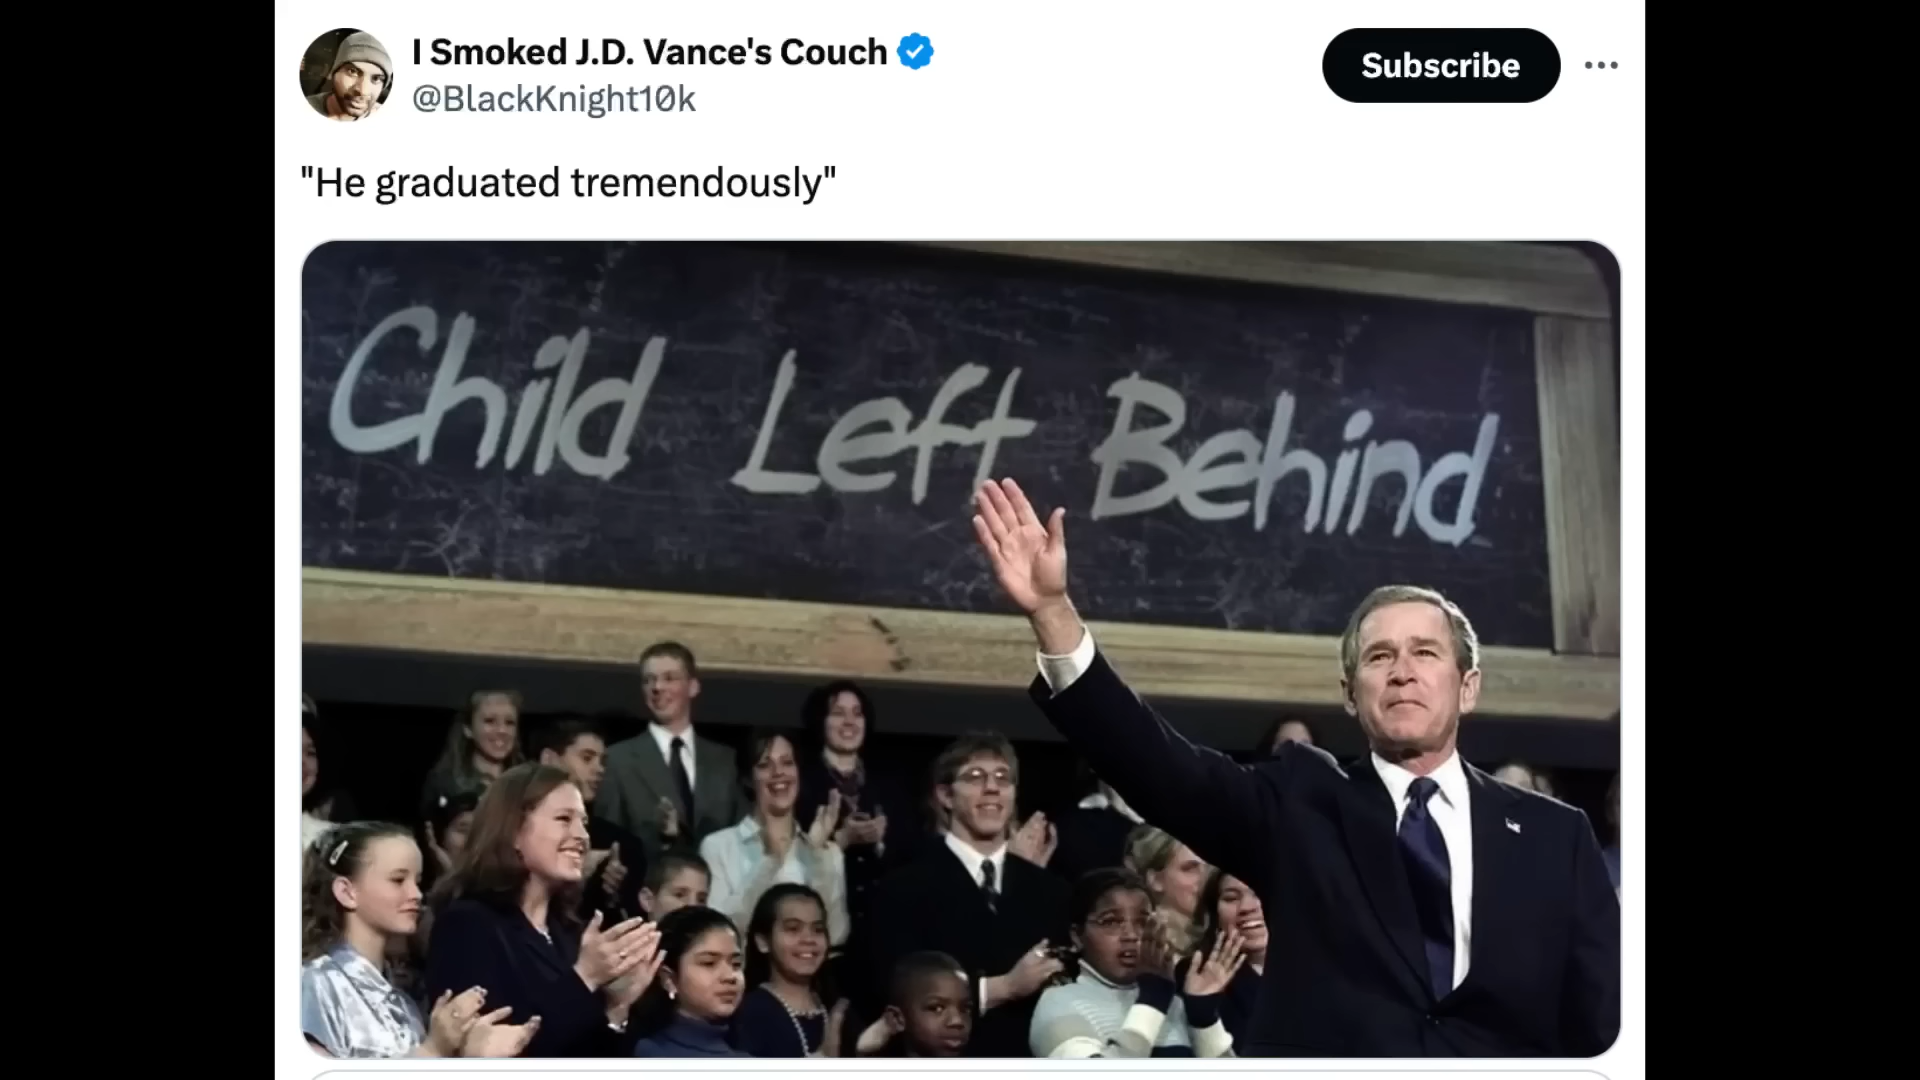 I Smoked J.D. Vance's Couch
Subscribe
@BlackKnight10k
"He graduated tremendously"
Child Left Behind